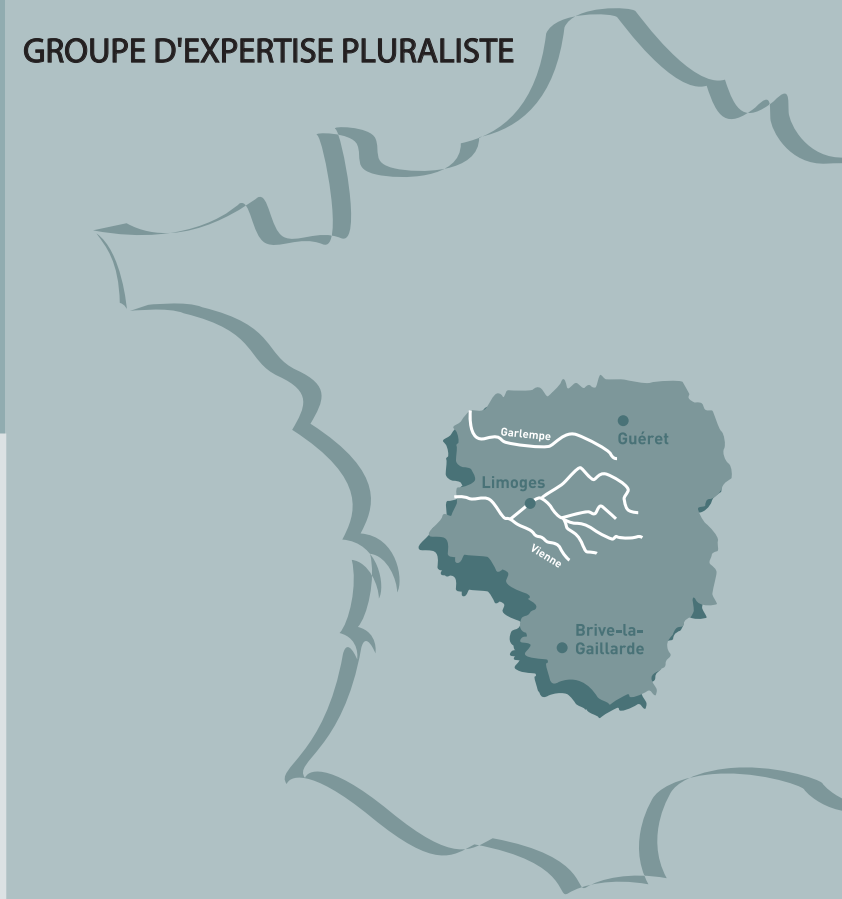 GROUPE D'EXPERTISE PLURALISTE
Garlempe
Guéret
Limoges
Vienne
Brive-la-
Gaillarde